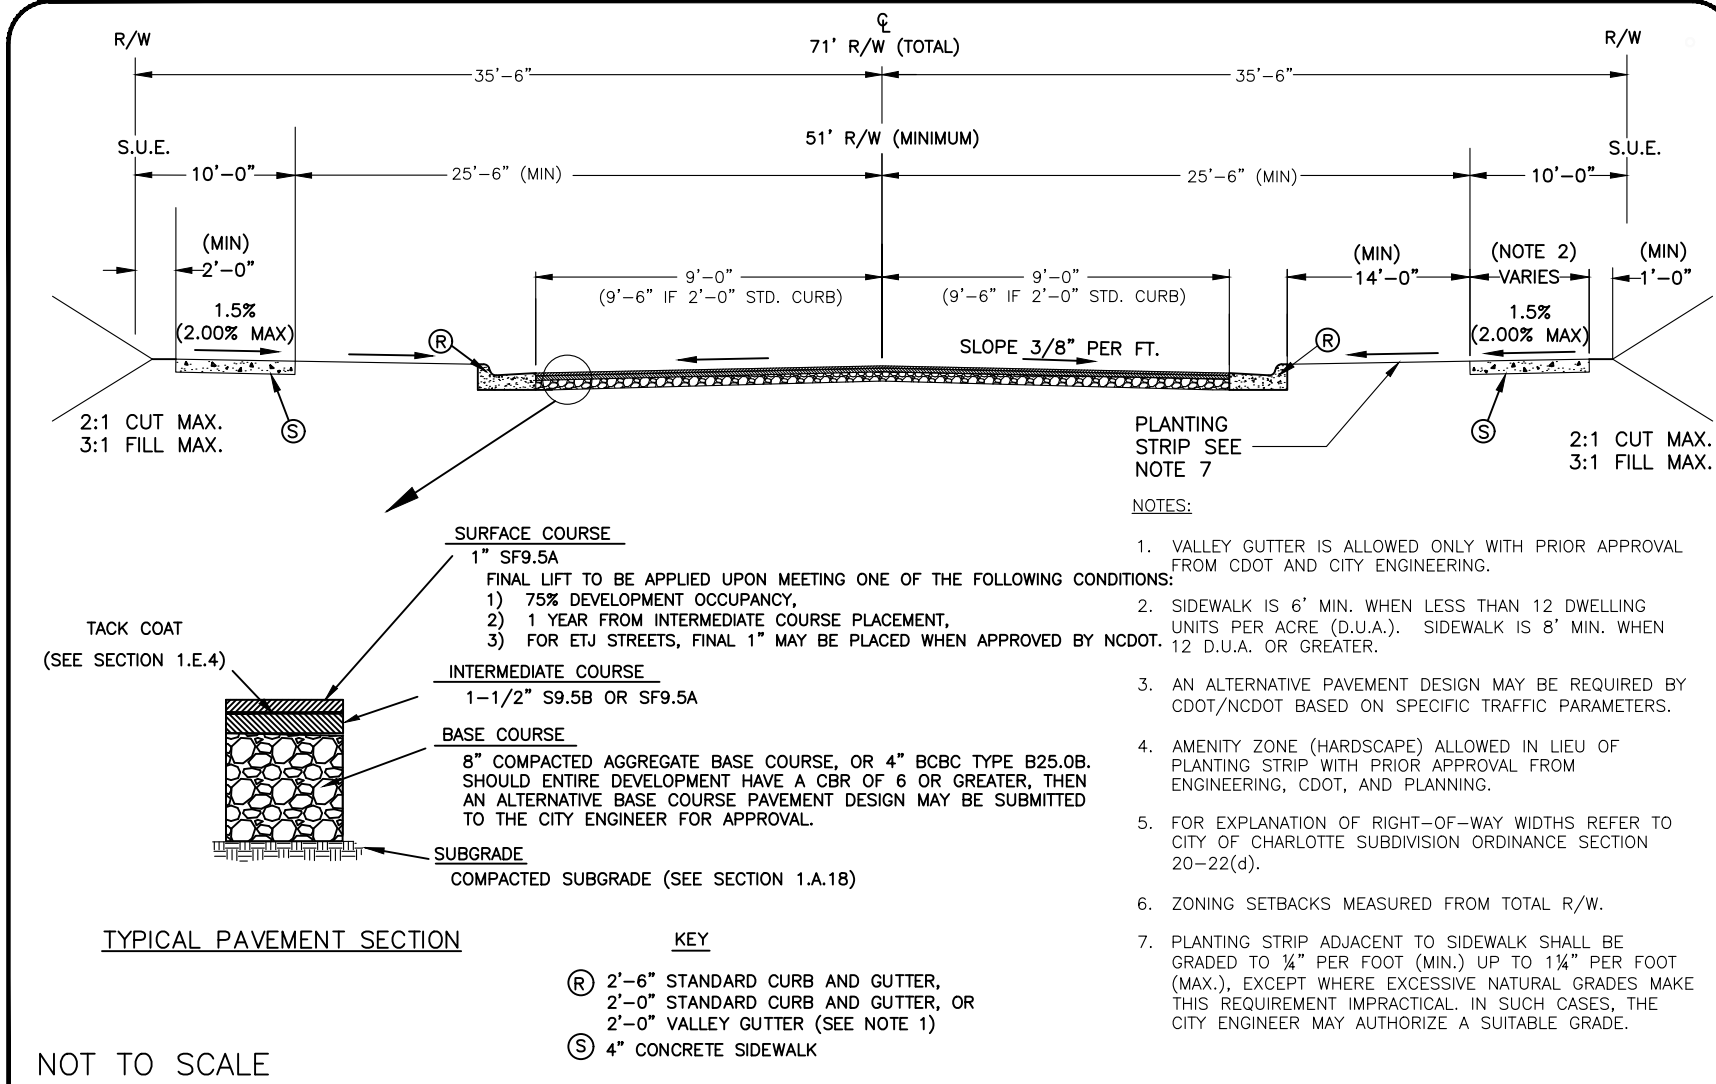 ℄
R/W
71' R/W (TOTAL)
R/W
35'-6"
35'-6"
51' R/W (MINIMUM)
S.U.E.
S.U.E.
10'-0"
25'-6" (MIN)
25'-6" (MIN)
10'-0"
(MIN)
2'-0"
9'-0"
(9'-6" IF 2'-0" STD. CURB)
9'-0"
(9'-6" IF 2'-0" STD. CURB)
(MIN)
14'-0"
(NOTE 2)
VARIES
(MIN)
1'-0"
1.5%
(2.00% MAX)
1.5%
(2.00% MAX)
R
SLOPE 3/8" PER FT.
R
2:1 CUT MAX.
3:1 FILL MAX.
S
PLANTING
STRIP SEE
NOTE 7
S
2:1 CUT MAX.
3:1 FILL MAX.
SURFACE COURSE
1" SF9.5A
FINAL LIFT TO BE APPLIED UPON MEETING ONE OF THE FOLLOWING CONDITIONS:
1) 75% DEVELOPMENT OCCUPANCY,
2) 1 YEAR FROM INTERMEDIATE COURSE PLACEMENT,
3) FOR ETJ STREETS, FINAL 1" MAY BE PLACED WHEN APPROVED BY NCDOT.
TACK COAT
(SEE SECTION 1.E.4)
INTERMEDIATE COURSE
1-1/2" S9.5B OR SF9.5A
BASE COURSE
8" COMPACTED AGGREGATE BASE COURSE, OR 4" BCBC TYPE B25.0B.
SHOULD ENTIRE DEVELOPMENT HAVE A CBR OF 6 OR GREATER, THEN
AN ALTERNATIVE BASE COURSE PAVEMENT DESIGN MAY BE SUBMITTED
TO THE CITY ENGINEER FOR APPROVAL.
SUBGRADE
COMPACTED SUBGRADE (SEE SECTION 1.A.18)
TYPICAL PAVEMENT SECTION
KEY
R 2'-6" STANDARD CURB AND GUTTER,
2'-0" STANDARD CURB AND GUTTER, OR
2'-0" VALLEY GUTTER (SEE NOTE 1)
S 4" CONCRETE SIDEWALK
NOTES:
1. VALLEY GUTTER IS ALLOWED ONLY WITH PRIOR APPROVAL
FROM CDOT AND CITY ENGINEERING.
2. SIDEWALK IS 6' MIN. WHEN LESS THAN 12 DWELLING
UNITS PER ACRE (D.U.A.). SIDEWALK IS 8' MIN. WHEN
12 D.U.A. OR GREATER.
3. AN ALTERNATIVE PAVEMENT DESIGN MAY BE REQUIRED BY
CDOT/NCDOT BASED ON SPECIFIC TRAFFIC PARAMETERS.
4. AMENITY ZONE (HARDSCAPE) ALLOWED IN LIEU OF
PLANTING STRIP WITH PRIOR APPROVAL FROM
ENGINEERING, CDOT, AND PLANNING.
5. FOR EXPLANATION OF RIGHT-OF-WAY WIDTHS REFER TO
CITY OF CHARLOTTE SUBDIVISION ORDINANCE SECTION
20-22(d).
6. ZONING SETBACKS MEASURED FROM TOTAL R/W.
7. PLANTING STRIP ADJACENT TO SIDEWALK SHALL BE
GRADED TO ¼" PER FOOT (MIN.) UP TO 1¼" PER FOOT
(MAX.), EXCEPT WHERE EXCESSIVE NATURAL GRADES MAKE
THIS REQUIREMENT IMPRACTICAL. IN SUCH CASES, THE
CITY ENGINEER MAY AUTHORIZE A SUITABLE GRADE.
NOT TO SCALE